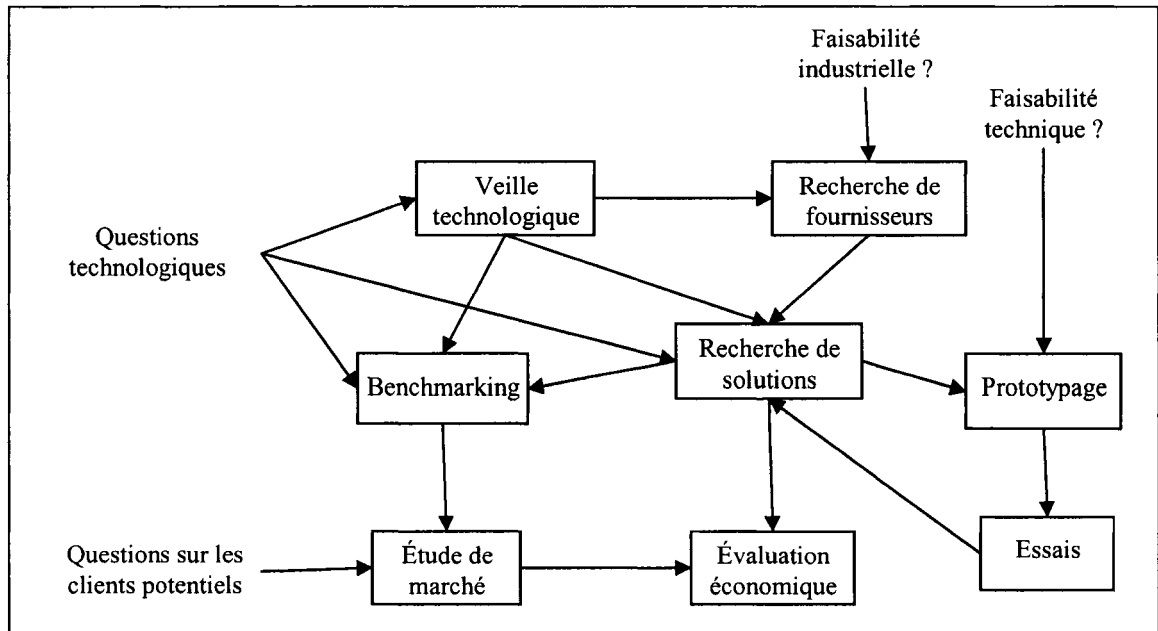 Faisabilité
industrielle ?
Faisabilité
technique ?
Veille
technologique
Recherche de
fournisseurs
Questions
technologiques
Benchmarking
Recherche de
solutions
Prototypage
Questions sur les
clients potentiels
Étude de
marché
Évaluation
économique
Essais